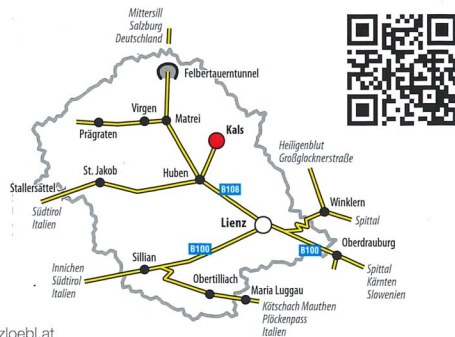 Mittersill
Salzburg
Deutschland
Felbertauerntunnel
Virgen
Matrei
Prägraten
Kals
Heiligenblut
Großglocknerstraße
St. Jakob
Huben
Stallersattel
B108
Winklern
Südtirol
Italien
Lienz
Spittal
B100
B100
Oberdrauburg
Sillian
Innichen
Südtirol
Italien
Obertilliach
Maria Luggau
Spittal
Kärnten
Slowenien
Kötschach Mauthen
Plöckenpass
Italien
zloebl.at